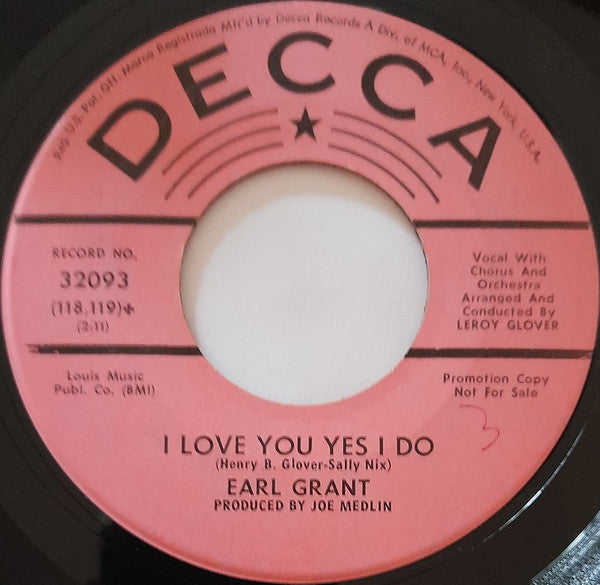 Reg. U.S. Pat. Off. Marca Registrada Mfr'd by Decca Records A Div. of MCA, Inc., New York, U.S.A.
DECCA
RECORD NO.
32093
(118,119)+
(2:11)
Vocal With
Chorus And
Orchestra
Arranged And
Conducted By
LEROY GLOVER
Louis Music
Publ. Co. (BMI)
Promotion Copy
Not For Sale
3
I LOVE YOU YES I DO
(Henry B. Glover-Sally Nix)
EARL GRANT
PRODUCED BY JOE MEDLIN